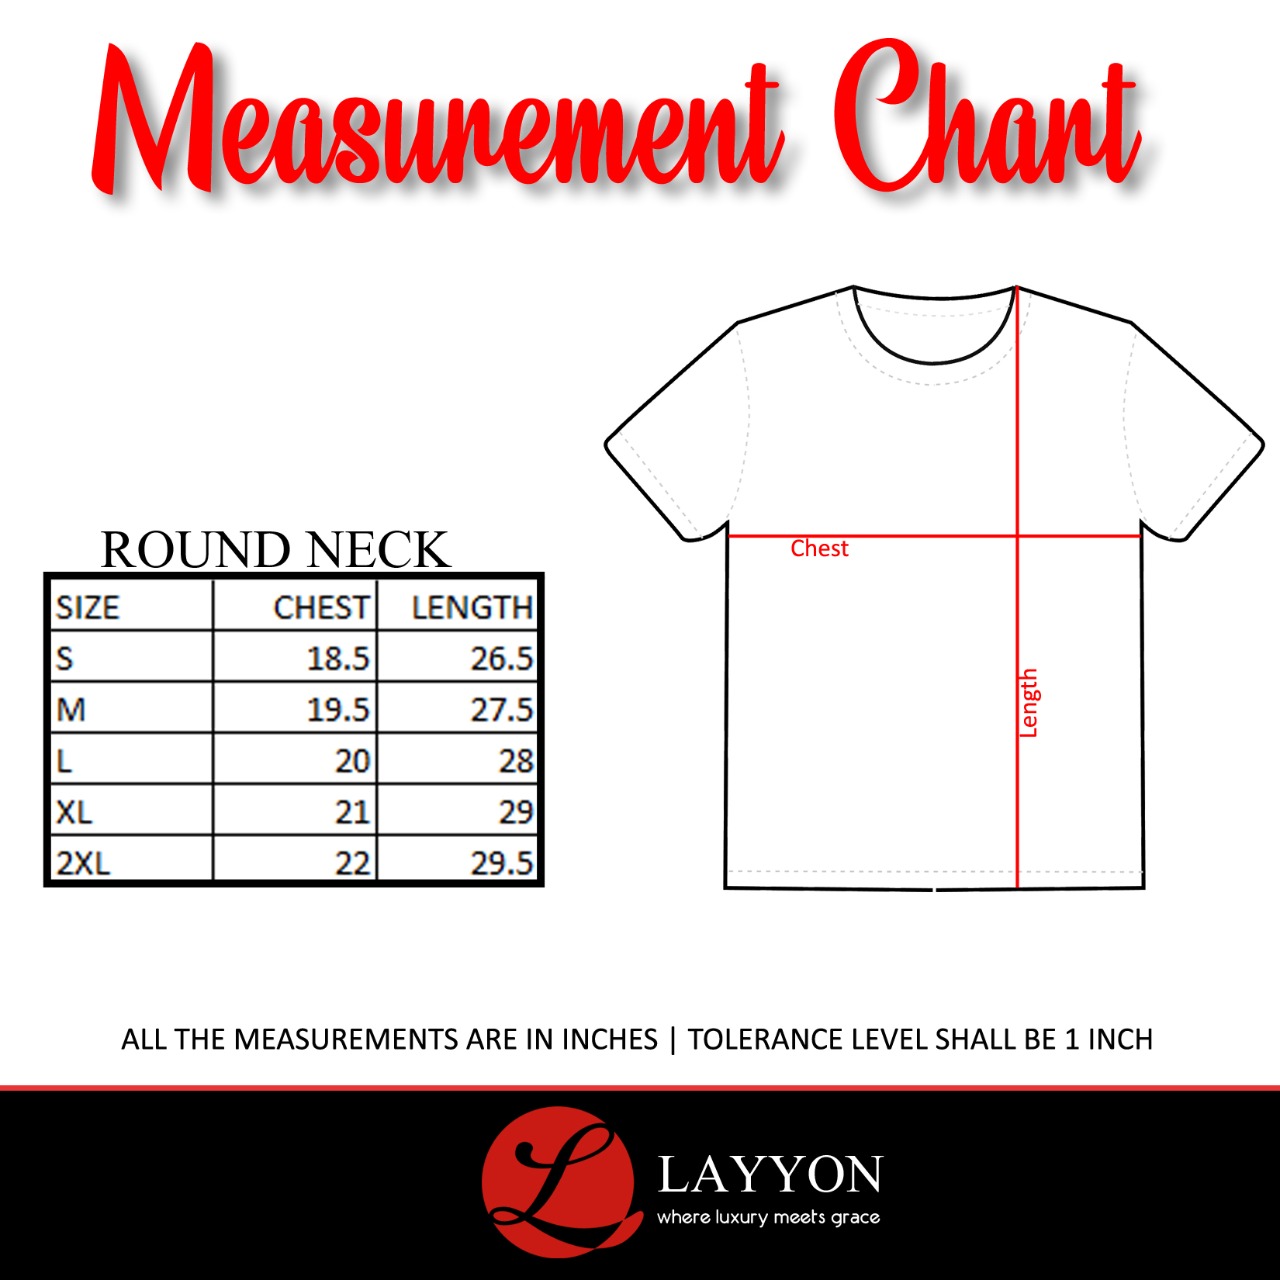 Measurement Chart
Chest
Length
ROUND NECK
SIZE CHEST LENGTH
S 18.5 26.5
M 19.5 27.5
L 20 28
XL 21 29
2XL 22 29.5
ALL THE MEASUREMENTS ARE IN INCHES | TOLERANCE LEVEL SHALL BE 1 INCH
L
LAYYON
where luxury meets grace